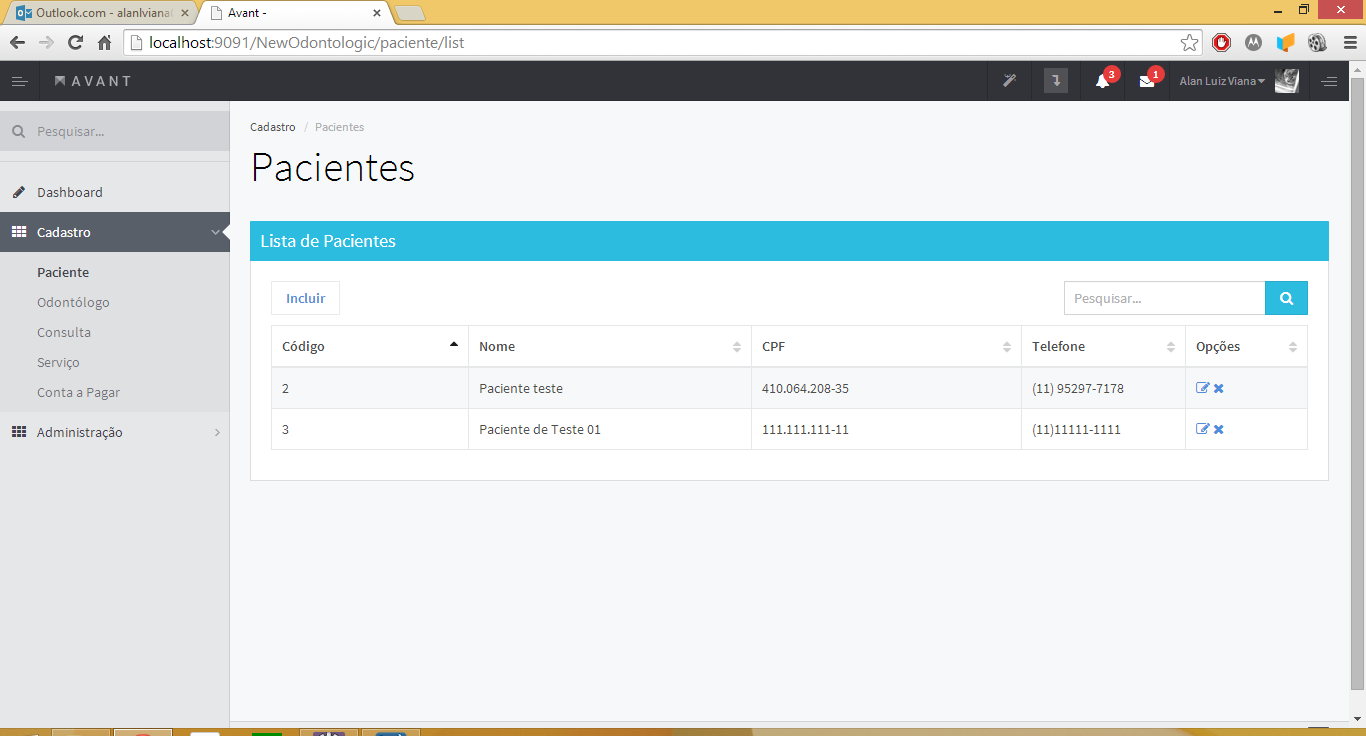 Outlook.com - alanlviana
Avant -
localhost:9091/NewOdontologic/paciente/list
AVANT
3
1
Alan Luiz Viana
Pesquisar...
Dashboard
Cadastro
Paciente
Odontólogo
Consulta
Serviço
Conta a Pagar
Administração
Cadastro / Pacientes
Pacientes
Lista de Pacientes
Incluir
Pesquisar...
Código Nome CPF Telefone Opções
2 Paciente teste 410.064.208-35 (11) 95297-7178
3 Paciente de Teste 01 111.111.111-11 (11)11111-1111